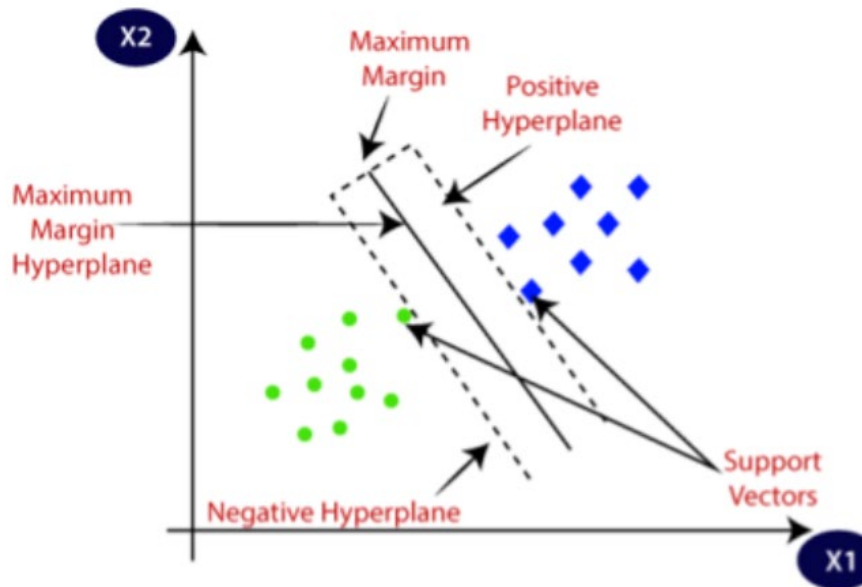 X2
Maximum
Margin
Positive
Hyperplane
Maximum
Margin
Hyperplane
Support
Vectors
Negative Hyperplane
X1